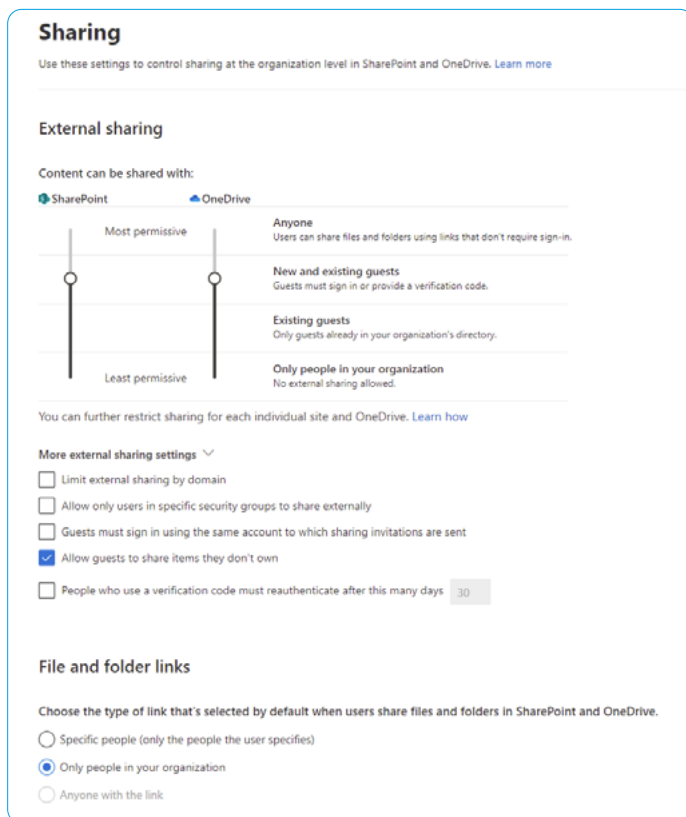 Sharing
Use these settings to control sharing at the organization level in SharePoint and OneDrive. Learn more
External sharing
Content can be shared with:
SharePoint
OneDrive
Most permissive
Anyone
Users can share files and folders using links that don't require sign-in.
New and existing guests
Guests must sign in or provide a verification code.
Existing guests
Only guests already in your organization's directory.
Least permissive
Only people in your organization
No external sharing allowed.
You can further restrict sharing for each individual site and OneDrive. Learn how
More external sharing settings
Limit external sharing by domain
Allow only users in specific security groups to share externally
Guests must sign in using the same account to which sharing invitations are sent
Allow guests to share items they don't own
People who use a verification code must reauthenticate after this many days 30
File and folder links
Choose the type of link that's selected by default when users share files and folders in SharePoint and OneDrive.
Specific people (only the people the user specifies)
Only people in your organization
Anyone with the link